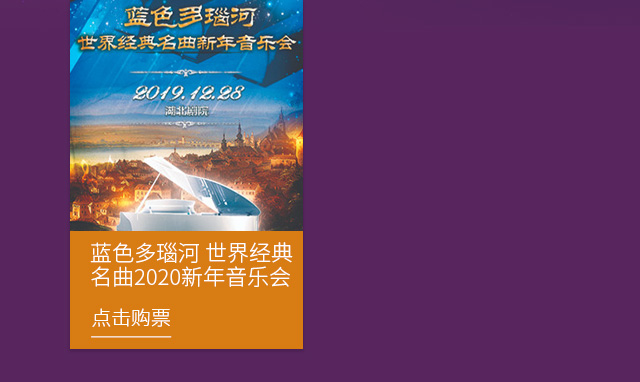 蓝色多瑙河
世界经典名曲新年音乐会
2019.12.28
湖北剧院
蓝色多瑙河 世界经典
名曲2020新年音乐会
点击购票